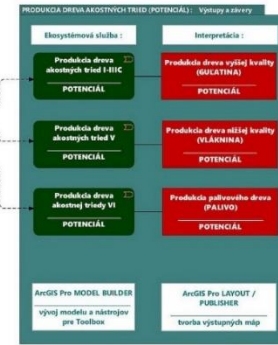 PRODUKCIA DREVA AKOSTNÝCH TRIED (POTENCIÁL) : Výstupy a závery
Ekosystémová služba :
Interpretácia :
Produkcia dreva
akostných tried I-IIIC
POTENCIÁL
Produkcia dreva vyššej kvality
(GUĽATINA)
POTENCIÁL
Produkcia dreva
akostných tried V
POTENCIÁL
Produkcia dreva nižšej kvality
(VLÁKNINA)
POTENCIÁL
Produkcia dreva
akostnej triedy VI
POTENCIÁL
Produkcia palivového dreva
(PALIVO)
POTENCIÁL
ArcGIS Pro MODEL BUILDER
vývoj modelu a nástrojov
pre Toolbox
ArcGIS Pro LAYOUT /
PUBLISHER
tvorba výstupných máp